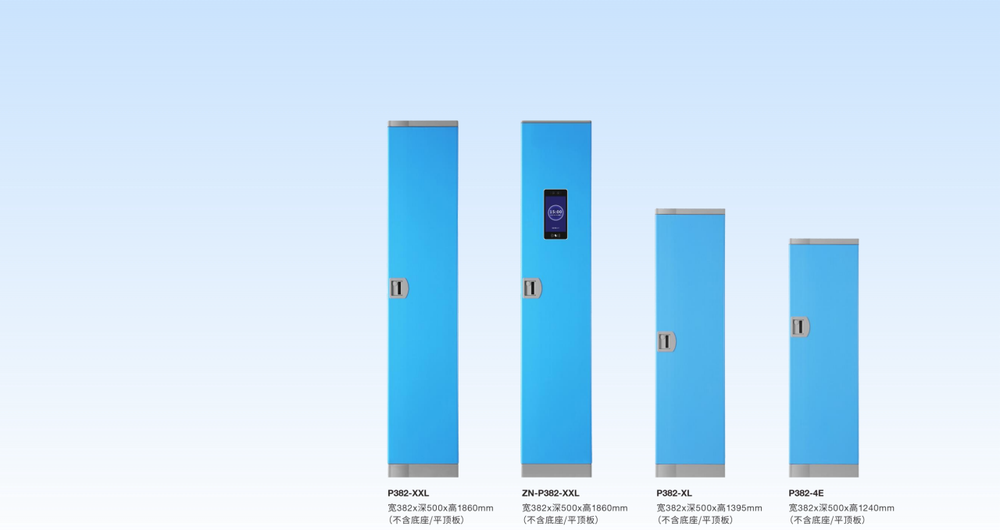 15:00
P382-XXL
宽382x深500x高1860mm
（不含底座/平顶板）
ZN-P382-XXL
宽382x深500x高1860mm
（不含底座/平顶板）
P382-XL
宽382x深500x高1395mm
（不含底座/平顶板）
P382-4E
宽382x深500x高1240mm
（不含底座/平顶板）